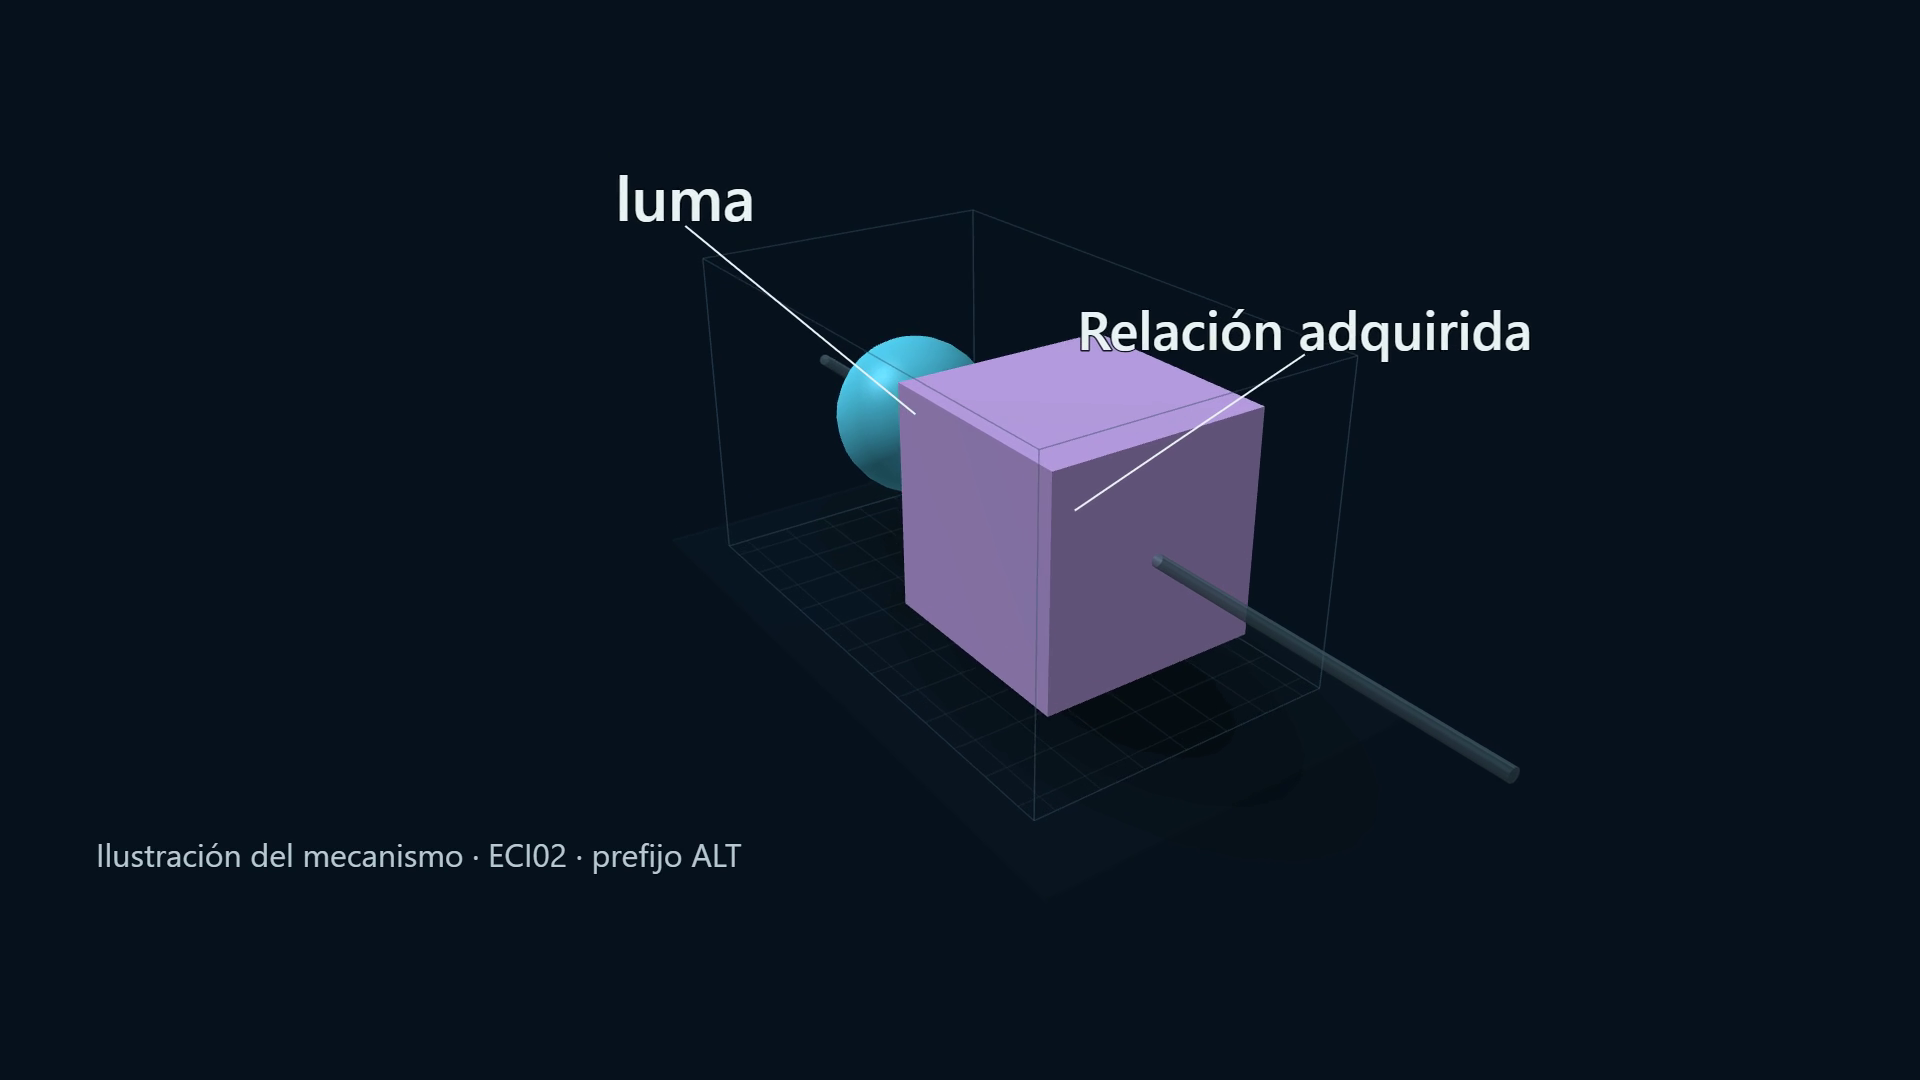 luma
Relación adquirida
Ilustración del mecanismo · ECI02 · prefijo ALT